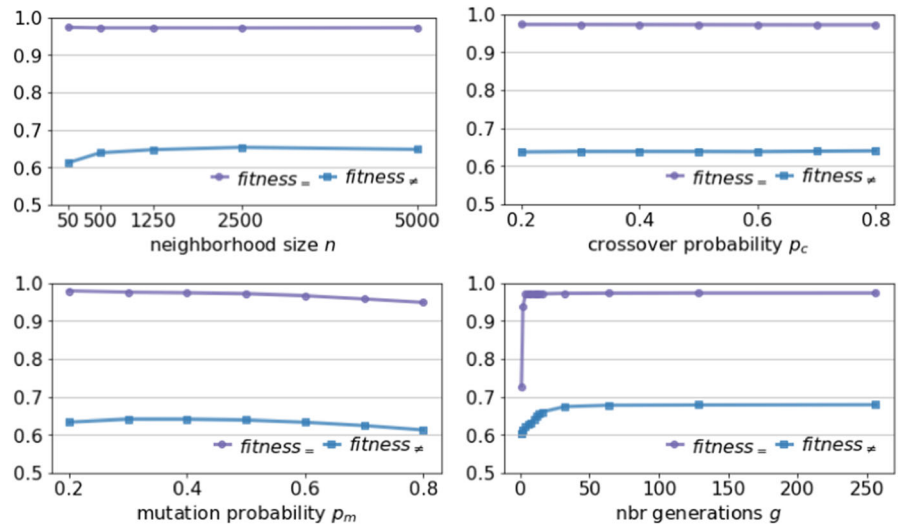 1.0
0.9
0.8
0.7
0.6
0.5
fitness = fitness ≠
50 500 1250 2500 5000
neighborhood size n
1.0
0.9
0.8
0.7
0.6
0.5
fitness = fitness ≠
0.2 0.4 0.6 0.8
crossover probability p_c
1.0
0.9
0.8
0.7
0.6
0.5
fitness = fitness ≠
0.2 0.4 0.6 0.8
mutation probability p_m
1.0
0.9
0.8
0.7
0.6
0.5
fitness = fitness ≠
0 50 100 150 200 250
nbr generations g